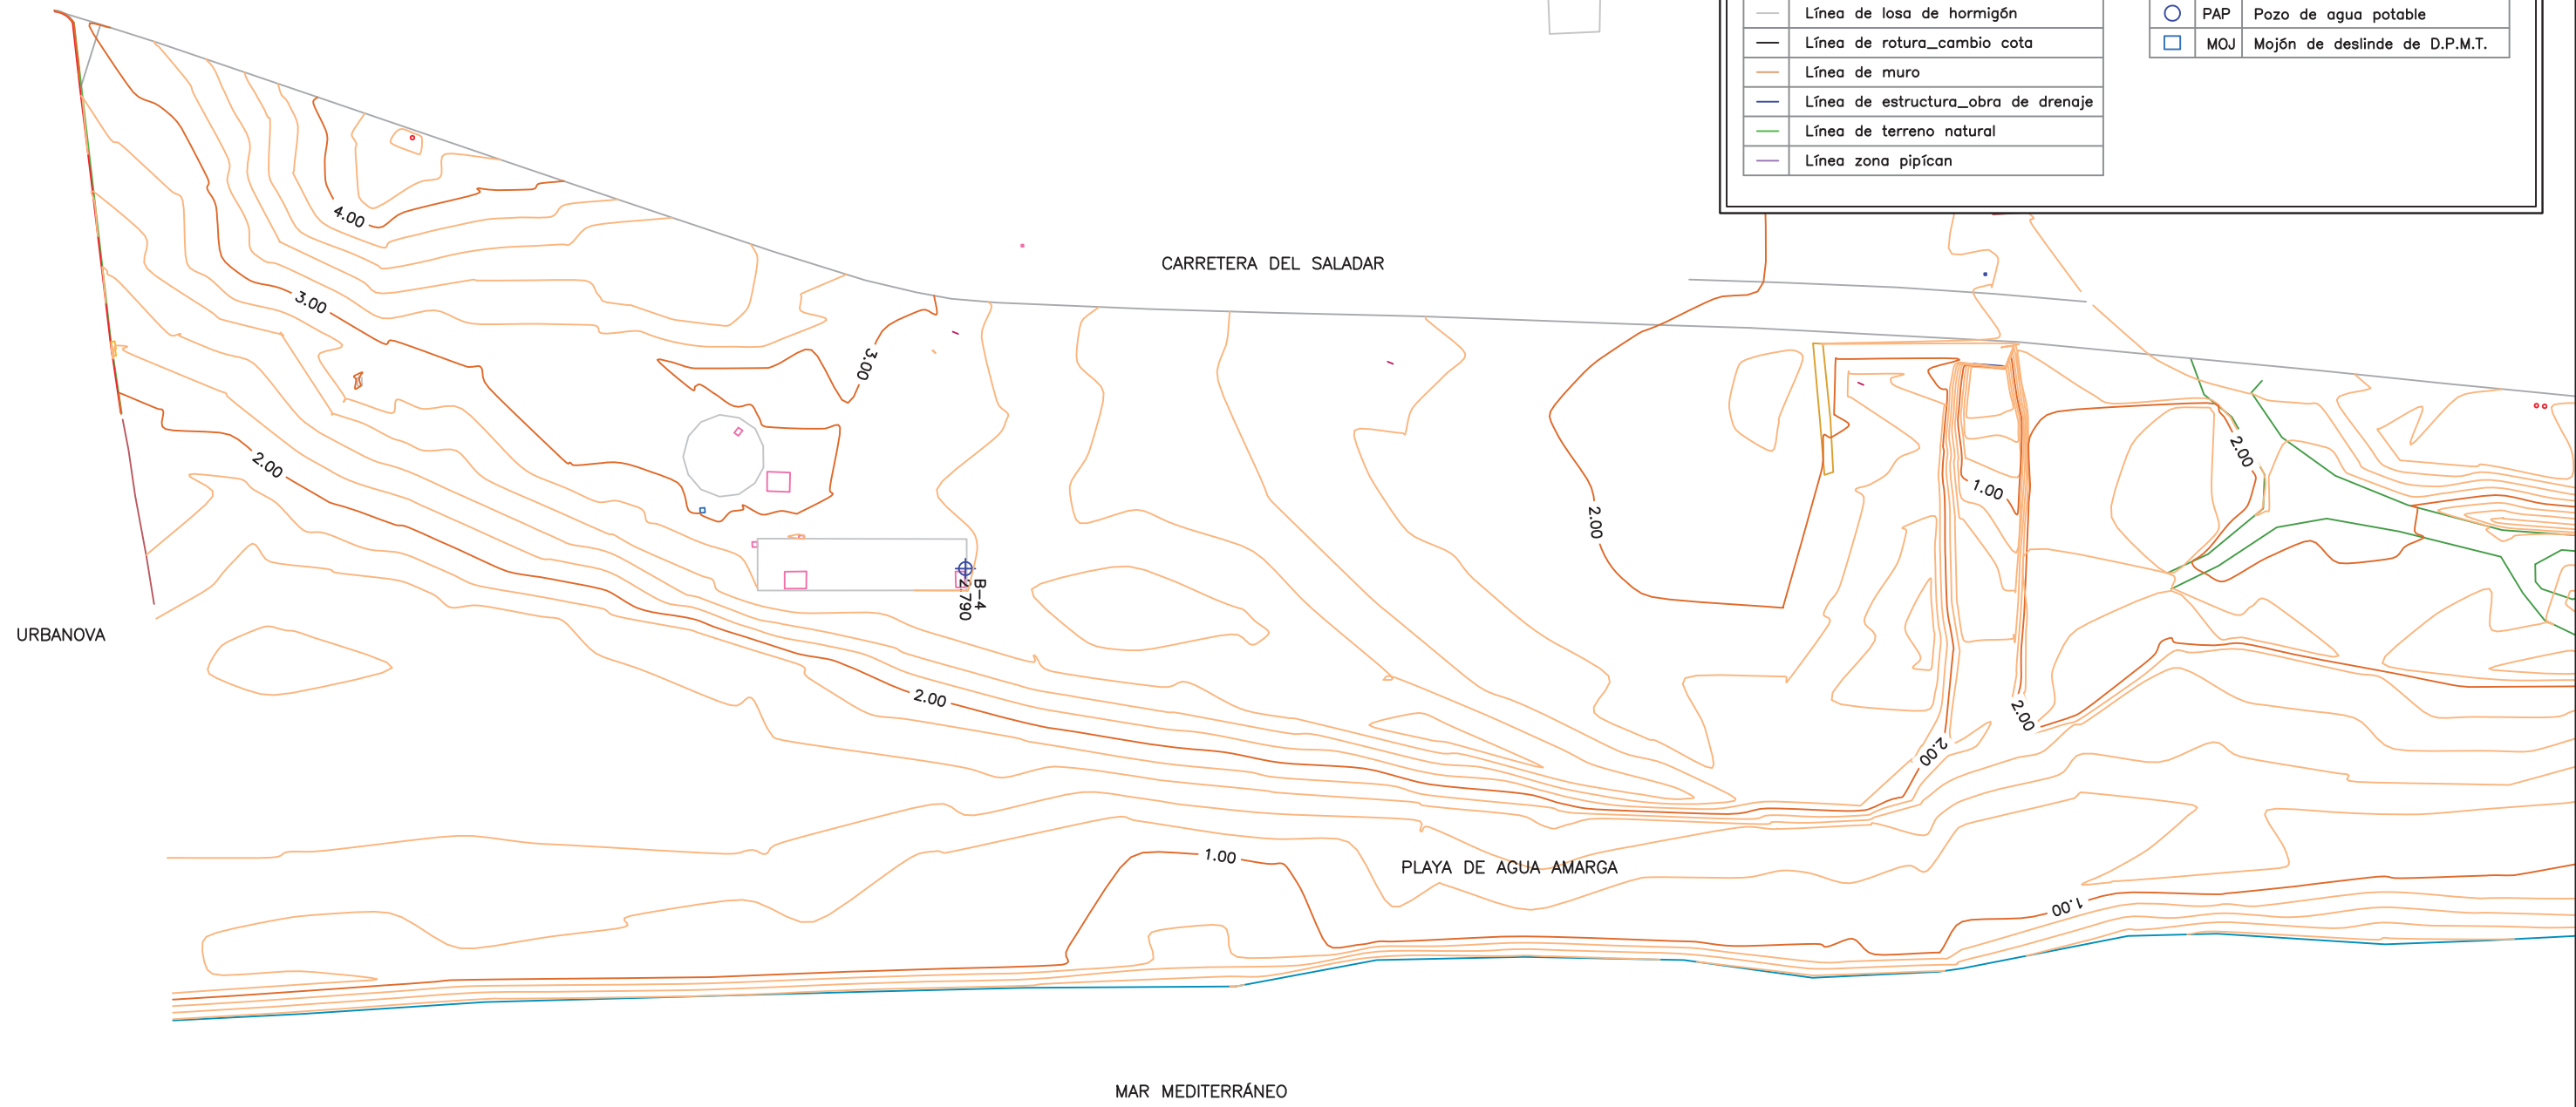 Línea de losa de hormigón
Línea de rotura_cambio cota
Línea de muro
Línea de estructura_obra de drenaje
Línea de terreno natural
Línea zona pipícan
PAP Pozo de agua potable
MOJ Mojón de deslinde de D.P.M.T.
4.00
CARRETERA DEL SALADAR
3.00
3.00
2.00
2.00
1.00
2.00
B-4
2.790
URBANOVA
2.00
2.00
2.00
PLAYA DE AGUA AMARGA
1.00
1.00
MAR MEDITERRÁNEO